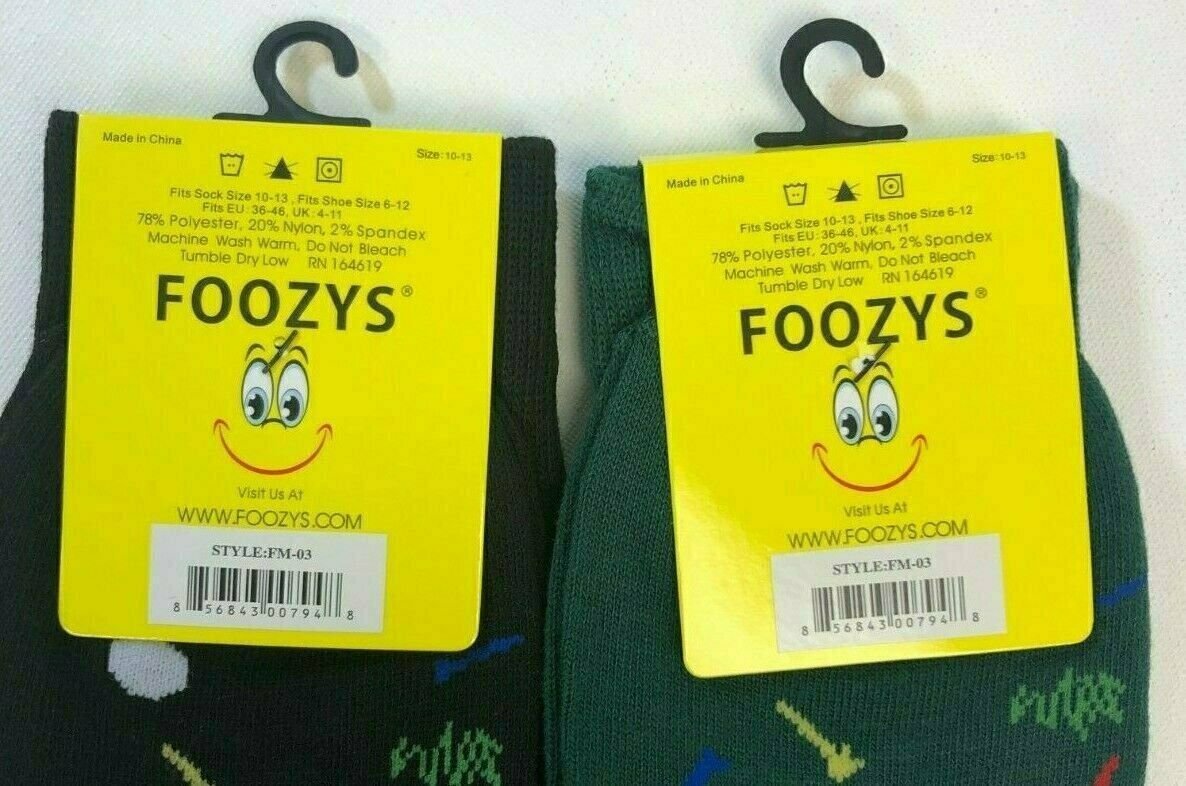 Made in China
Size: 10-13
Fits Sock Size 10-13 , Fits Shoe Size 6-12
Fits EU : 36-46, UK : 4-11
78% Polyester, 20% Nylon, 2% Spandex
Machine Wash Warm, Do Not Bleach
Tumble Dry Low RN 164619
FOOZYS®
Visit Us At
WWW.FOOZYS.COM
STYLE:FM-03
8 56843 00794 8
Made in China
Size: 10-13
Fits Sock Size 10-13 , Fits Shoe Size 6-12
Fits EU : 36-46, UK : 4-11
78% Polyester, 20% Nylon, 2% Spandex
Machine Wash Warm, Do Not Bleach
Tumble Dry Low RN 164619
FOOZYS®
Visit Us At
WWW.FOOZYS.COM
STYLE:FM-03
8 56843 00794 8